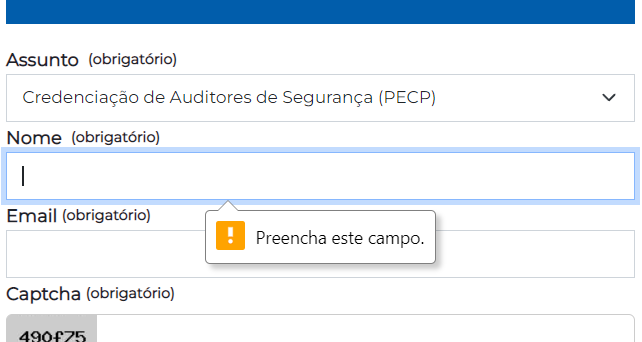 Assunto (obrigatório)
Credenciação de Auditores de Segurança (PECP)
Nome (obrigatório)
Email (obrigatório)
Preencha este campo.
Captcha (obrigatório)